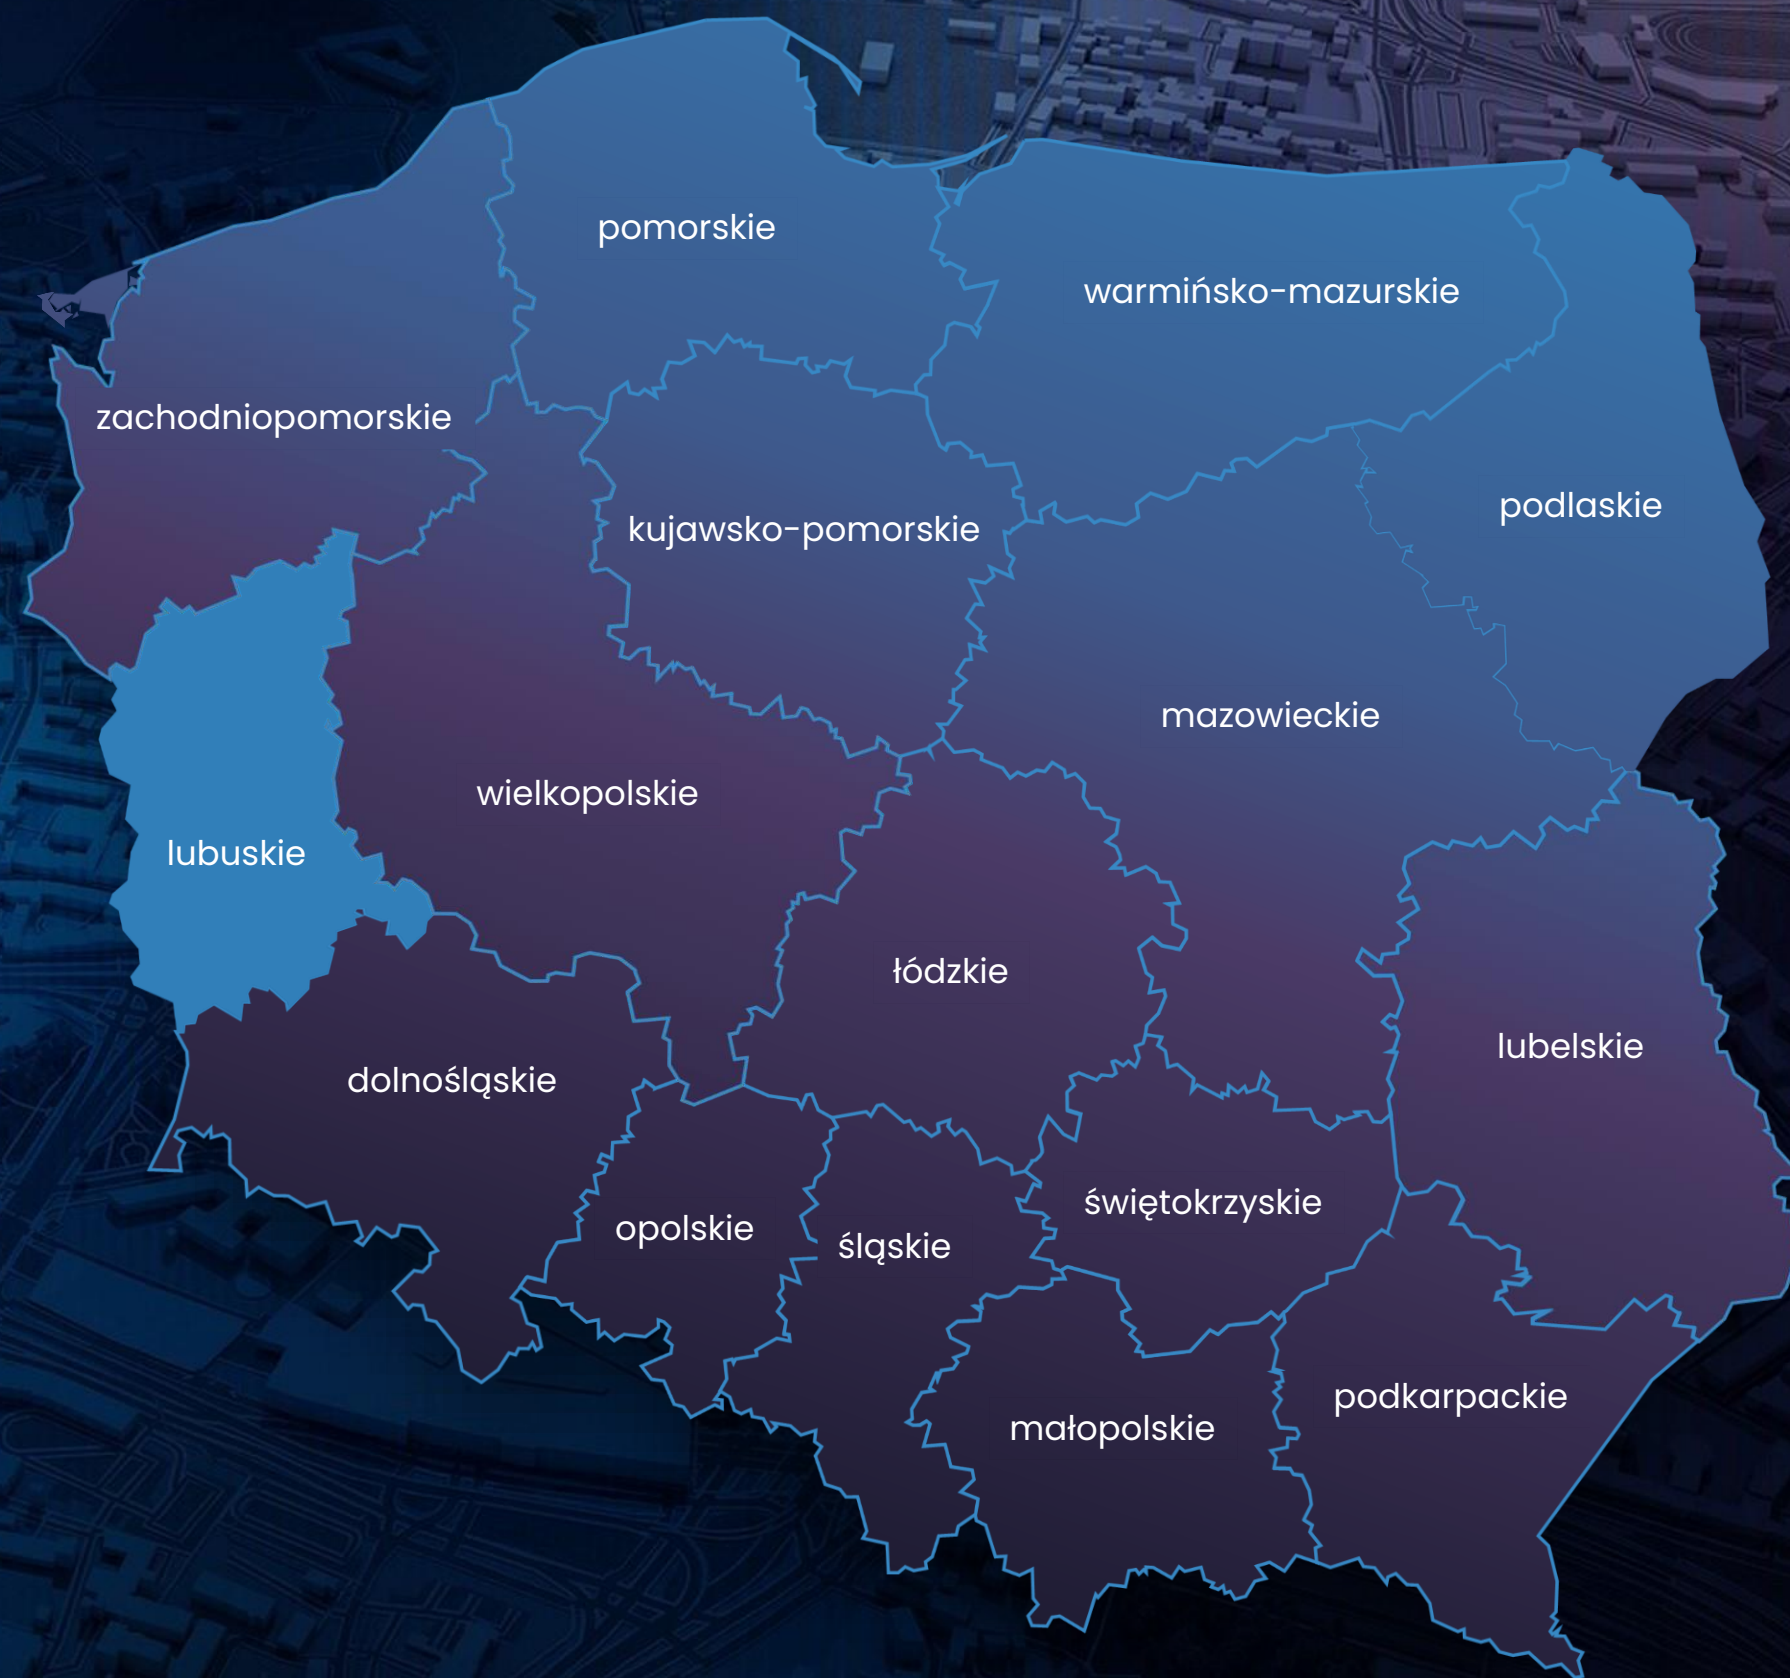 pomorskie
warmińsko-mazurskie
zachodniopomorskie
podlaskie
kujawsko-pomorskie
mazowieckie
wielkopolskie
lubuskie
łódzkie
lubelskie
dolnośląskie
świętokrzyskie
opolskie
śląskie
podkarpackie
małopolskie